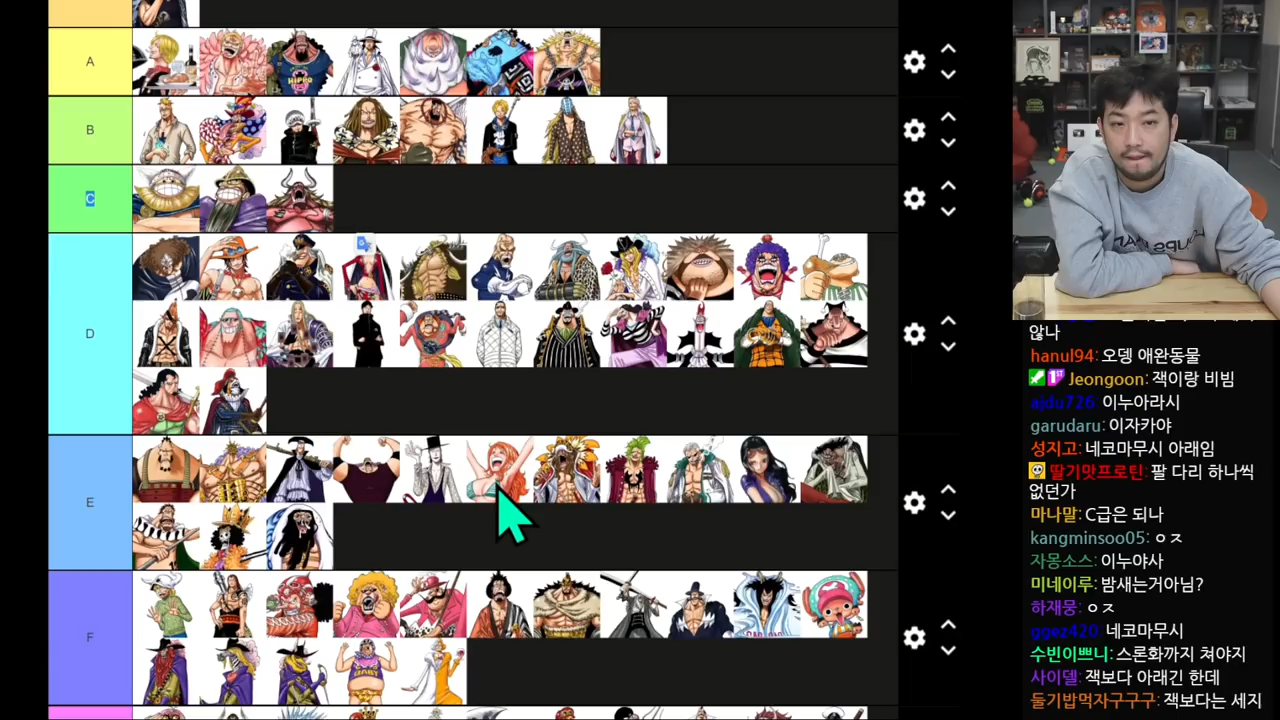 A
B
C
D
E
F
HIPPO
않나
hanul94: 오뎅 애완동물
1ST Jeongoon: 잭이랑 비빔
ajdu726: 이누아라시
garudaru: 이자카야
성지고: 네코마무시 아래임
딸기맛프로틴: 팔 다리 하나씩
없던가
마나말: C급은 되나
kangminsoo05: ㅇㅈ
자몽소스: 이누야사
미네이루: 밤새는거아님?
하재뭉: ㅇㅈ
ggez420: 네코마무시
수빈이쁘니: 스론화까지 쳐야지
사이델: 잭보다 아래긴 한데
둘기밥먹자구구구: 잭보다는 세지